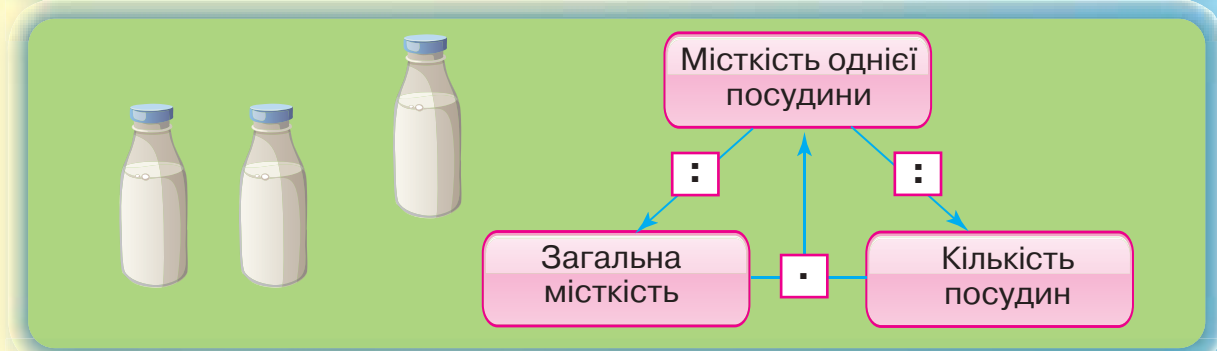 Місткість однієї
посудини
:
:
Загальна
місткість
·
Кількість
посудин